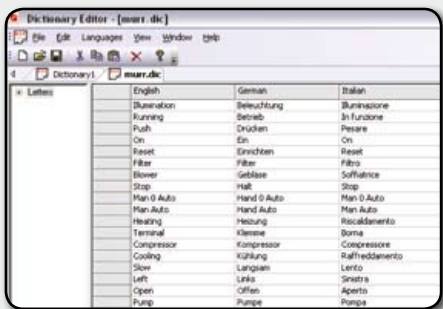 Dictionary Editor - [murr.dic]
File Edit Languages View Window Help
Dictionary1 murr.dic
Letters
English German Italian
Illumination Beleuchtung Illuminazione
Running Betrieb In funzione
Push Drücken Pesare
On Ein On
Reset Einrichten Reset
Filter Filter Filtro
Blower Gebläse Soffiatrice
Stop Halt Stop
Man 0 Auto Hand 0 Auto Man 0 Auto
Man Auto Hand Auto Man Auto
Heating Heizung Riscaldamento
Terminal Klemme Borna
Compressor Kompressor Compressore
Cooling Kühlung Raffreddamento
Slow Langsam Lento
Left Links Sinistra
Open Offen Aperto
Pump Pumpe Pompa